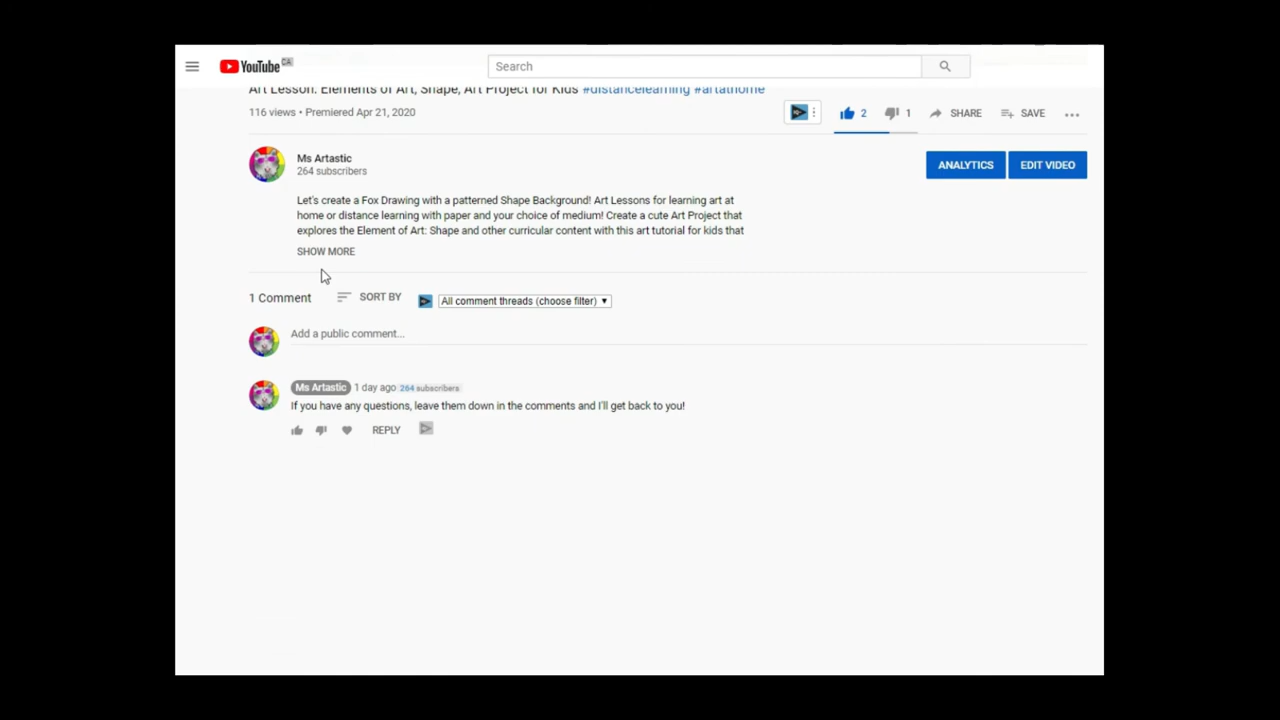 YouTube CA
Search
Art Lesson: Elements of Art, Shape, Art Project for Kids #distancelearning #artathome
116 views • Premiered Apr 21, 2020
2
1
SHARE
SAVE
Ms Artastic
264 subscribers
ANALYTICS
EDIT VIDEO
Let's create a Fox Drawing with a patterned Shape Background! Art Lessons for learning art at
home or distance learning with paper and your choice of medium! Create a cute Art Project that
explores the Element of Art: Shape and other curricular content with this art tutorial for kids that
SHOW MORE
1 Comment
SORT BY
All comment threads (choose filter)
Add a public comment...
Ms Artastic 1 day ago 264 subscribers
If you have any questions, leave them down in the comments and I'll get back to you!
REPLY